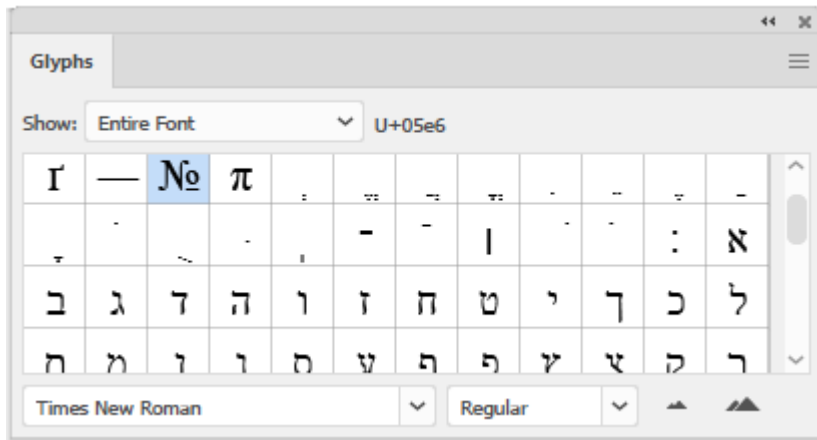 Glyphs
Show: Entire Font U+05e6
ґ — № π ְ ֱ ֲ ֳ ִ ֵ ֶ ַ
ָ ֹ ֻ ּ ֽ ־ ֿ ׀ ׁ ׂ ׃ א
ב ג ד ה ו ז ח ט י ך כ ל
ם מ ן נ ס ע ף פ ץ צ ק ר
Times New Roman Regular